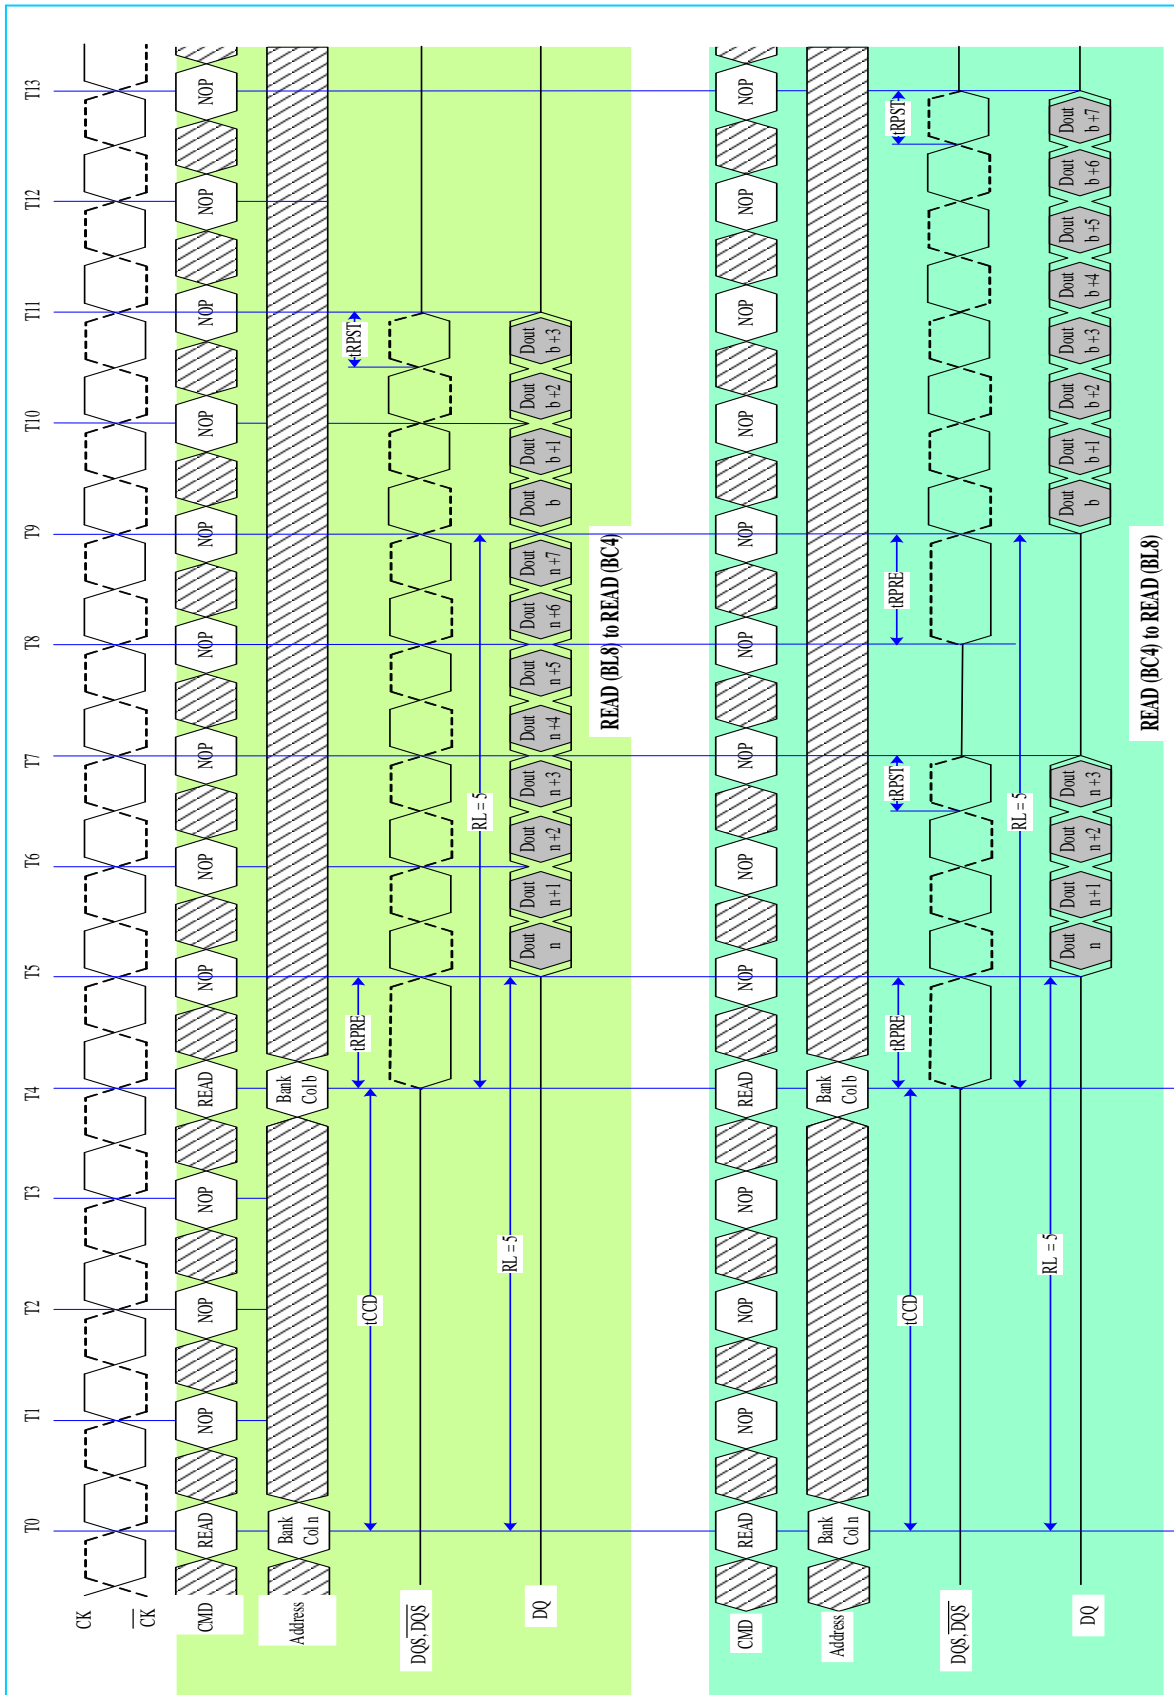 T0 T1 T2 T3 T4 T5 T6 T7 T8 T9 T10 T11 T12 T13
CK
CK
CMD READ NOP NOP NOP READ NOP NOP NOP NOP NOP NOP NOP NOP NOP
Address Bank Col n Bank Col b
tCCD tRPRE tRPST
DQS, DQS
RL = 5
RL = 5
DQ Dout n Dout n+1 Dout n+2 Dout n+3 Dout n+4 Dout n+5 Dout n+6 Dout n+7 Dout b Dout b+1 Dout b+2 Dout b+3
READ (BL8) to READ (BC4)
CMD READ NOP NOP NOP READ NOP NOP NOP NOP NOP NOP NOP NOP NOP
Address Bank Col n Bank Col b
tCCD tRPRE tRPST tRPRE tRPST
DQS, DQS
RL = 5
RL = 5
DQ Dout n Dout n+1 Dout n+2 Dout n+3 Dout b Dout b+1 Dout b+2 Dout b+3 Dout b+4 Dout b+5 Dout b+6 Dout b+7
READ (BC4) to READ (BL8)